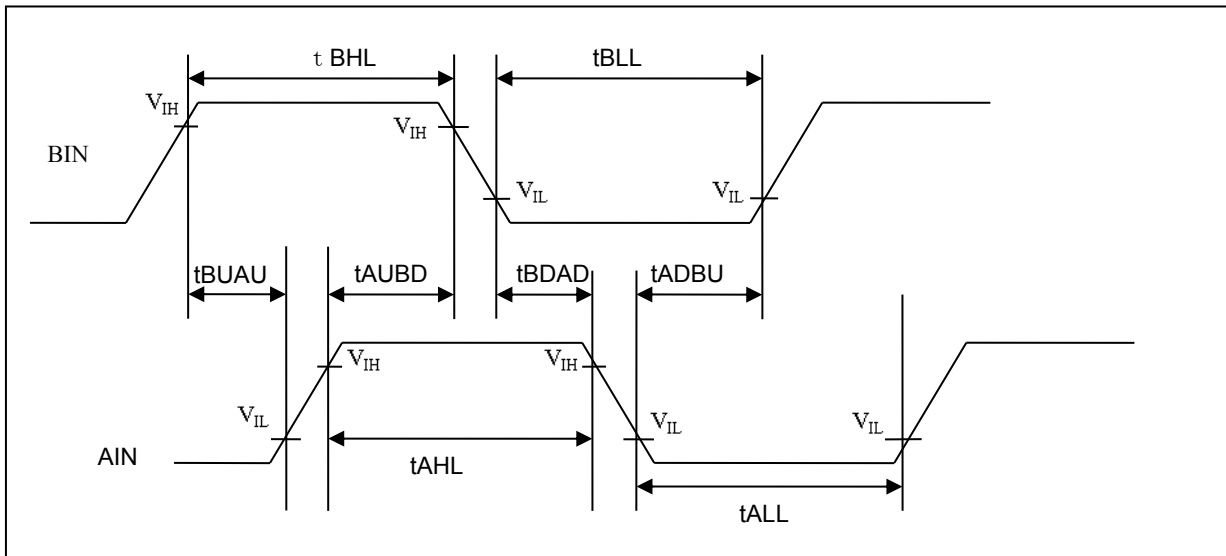 t BHL tBLL
VIH VIH
BIN
VIL VIL
tBUAU tAUBD tBDAD tADBU
VIH VIH
VIL VIL VIL
AIN
tAHL
tALL